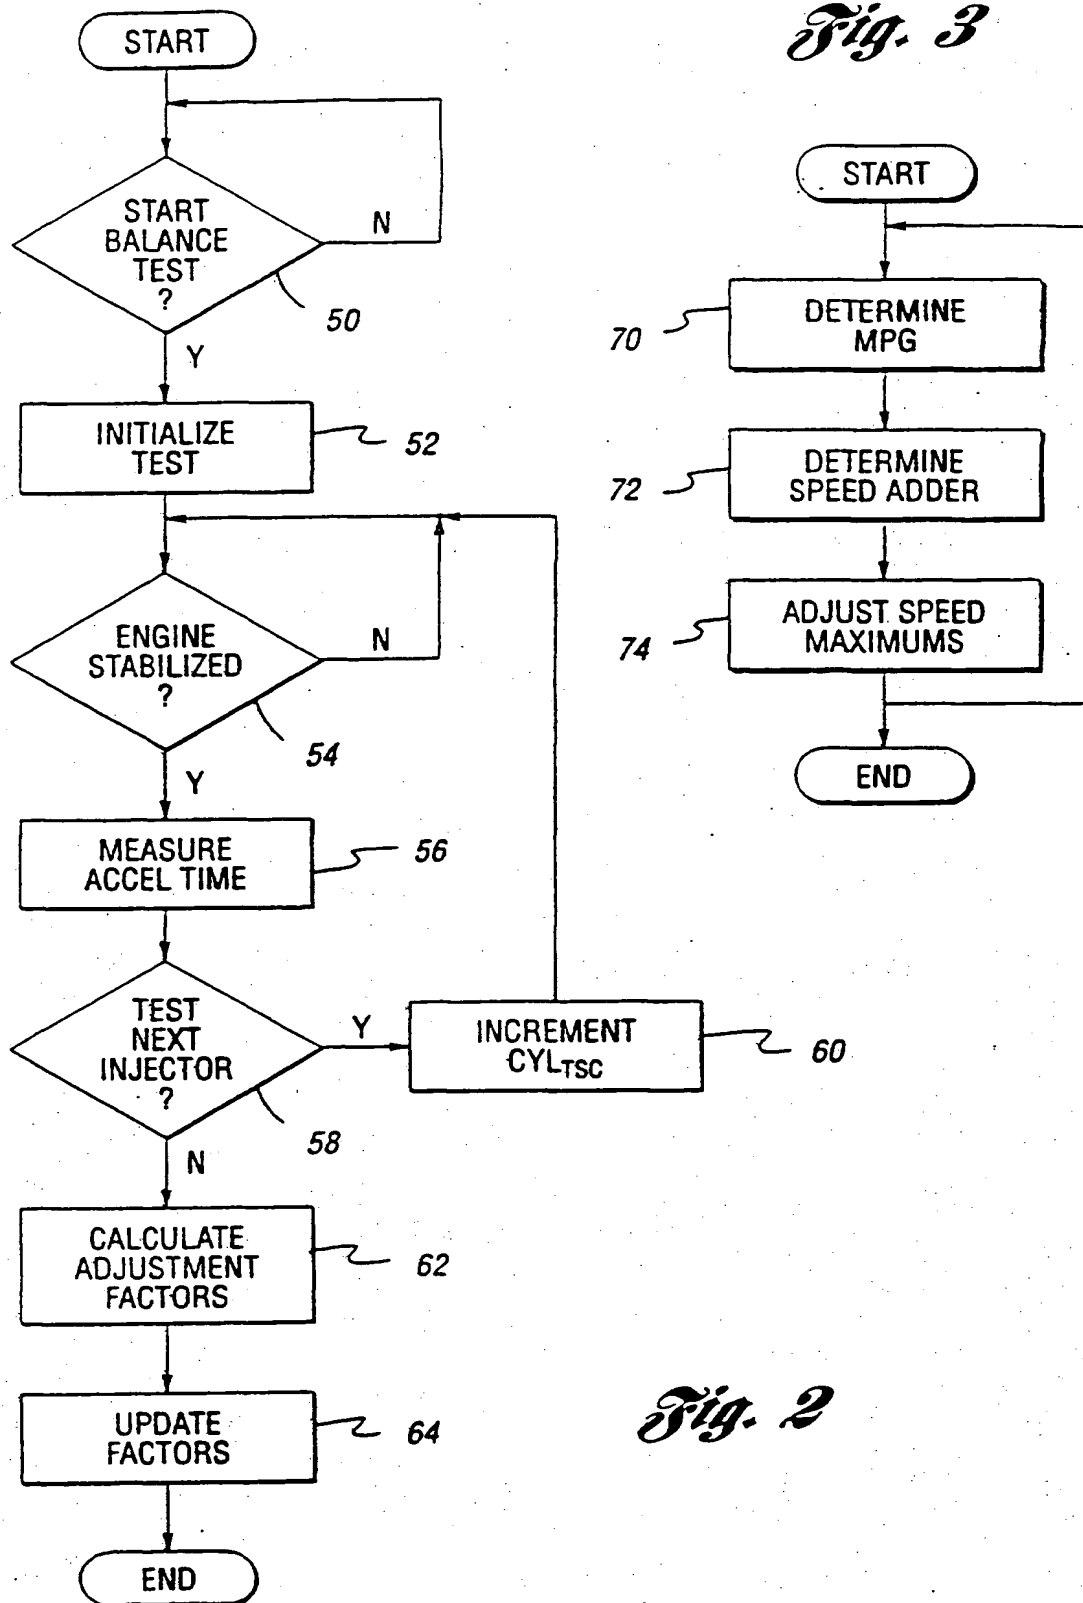 START
START
BALANCE
TEST
?
N
50
Y
INITIALIZE
TEST
52
ENGINE
STABILIZED
?
N
54
Y
MEASURE
ACCEL TIME
56
TEST
NEXT
INJECTOR
?
Y
58
N
INCREMENT
CYLTSC
60
CALCULATE
ADJUSTMENT
FACTORS
62
UPDATE
FACTORS
64
END
Fig. 2
Fig. 3
START
DETERMINE
MPG
70
DETERMINE
SPEED ADDER
72
ADJUST SPEED
MAXIMUMS
74
END